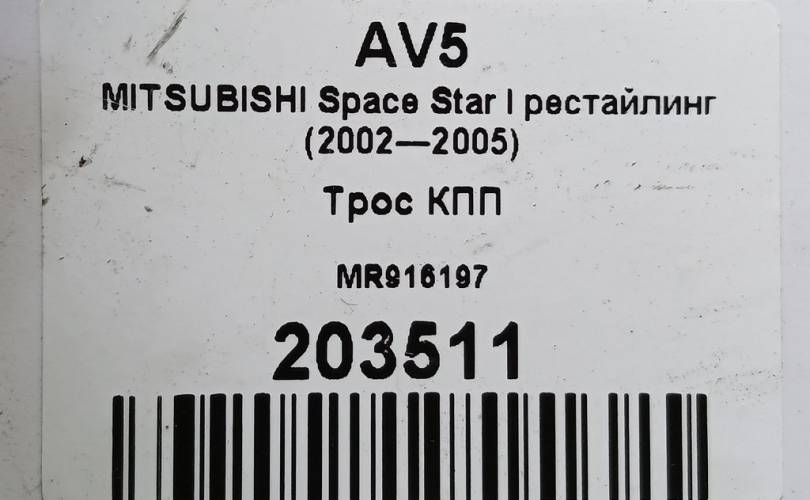 AV5
MITSUBISHI Space Star I рестайлинг
(2002—2005)
Трос КПП
MR916197
203511